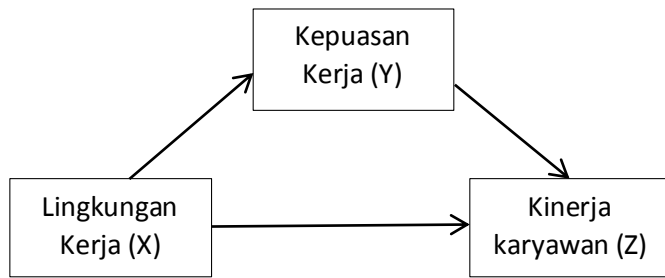 Kepuasan
Kerja (Y)
Lingkungan
Kerja (X)
Kinerja
karyawan (Z)